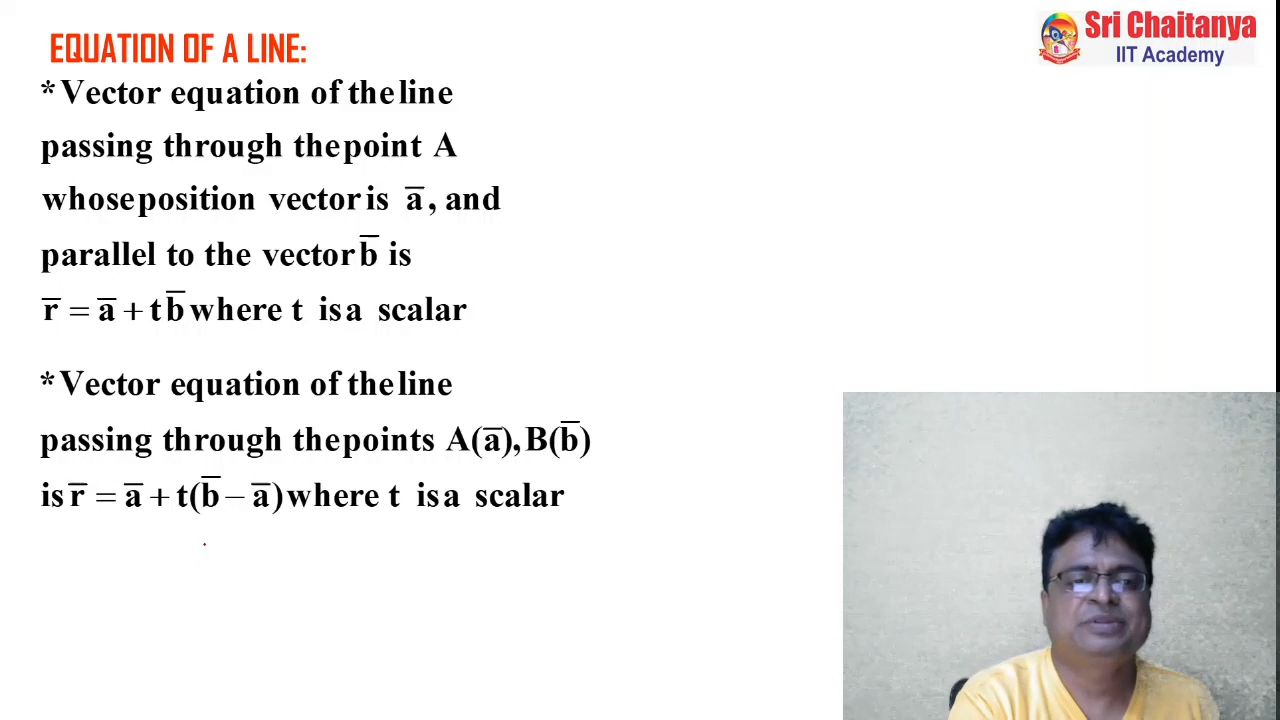 EQUATION OF A LINE:
Sri Chaitanya
IIT Academy
* Vector equation of the line
passing through the point A
whose position vector is a̅, and
parallel to the vector b̅ is
r̅ = a̅ + t b̅ where t is a scalar
* Vector equation of the line
passing through the points A(a̅), B(b̅)
is r̅ = a̅ + t(b̅ − a̅) where t is a scalar